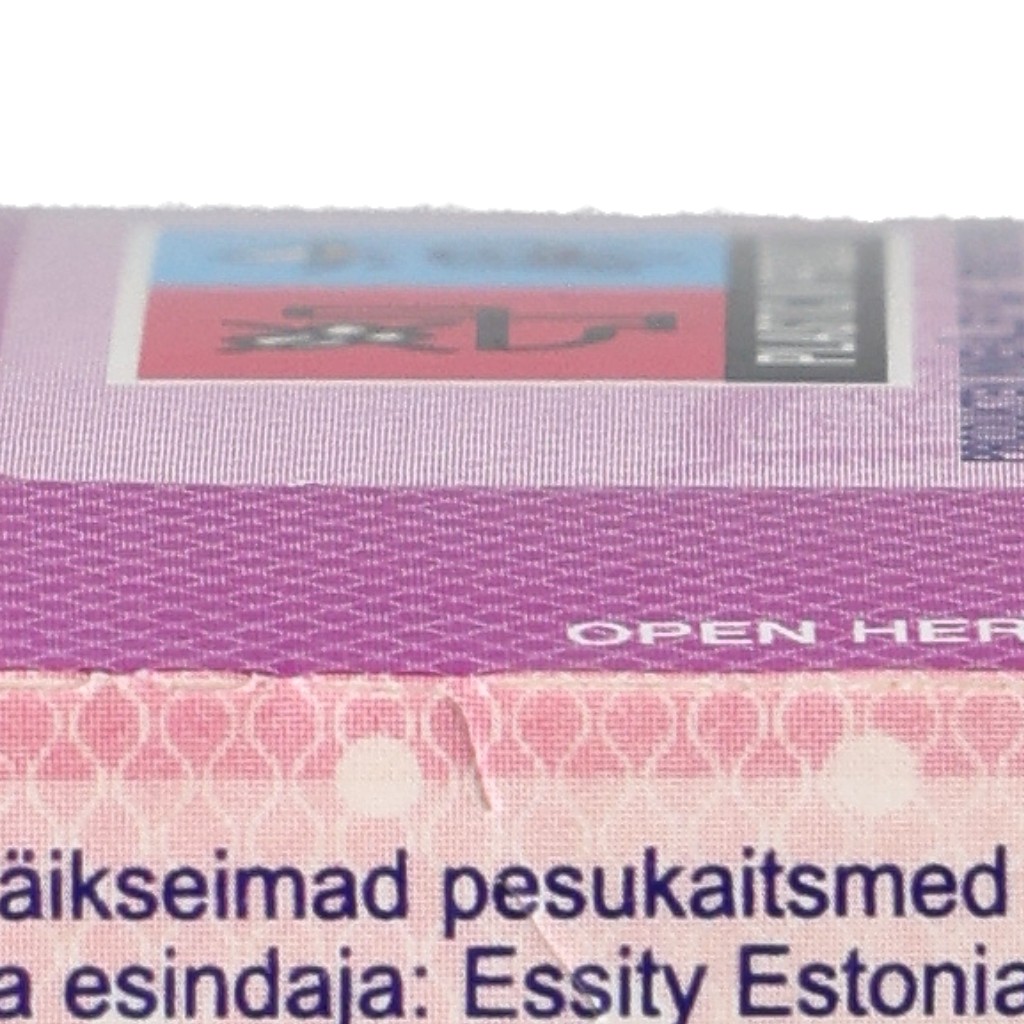 OPEN HER
äikseimad pesukaitsmed
a esindaja: Essity Estonia